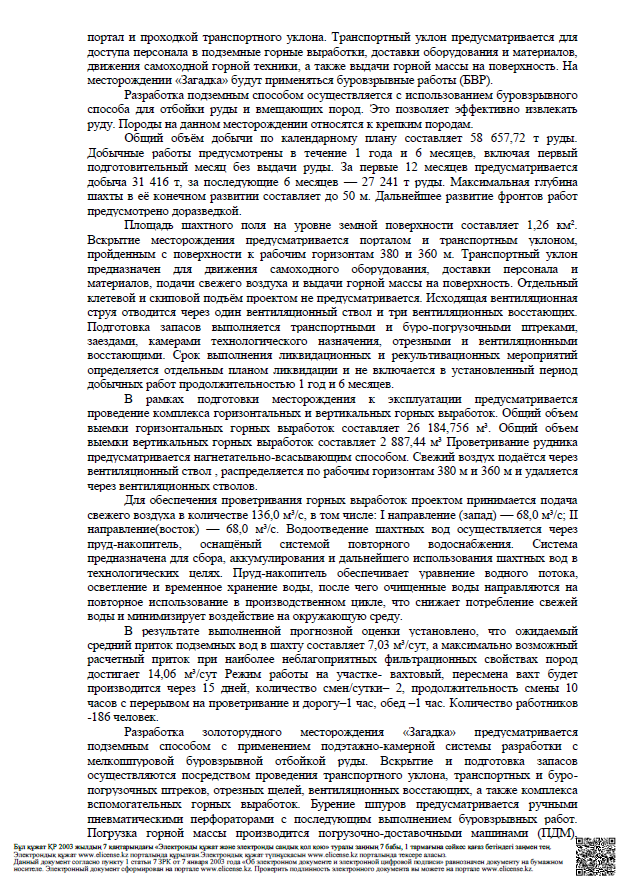 портал и проходкой транспортного уклона. Транспортный уклон предусматривается для
доступа персонала в подземные горные выработки, доставки оборудования и материалов,
движения самоходной горной техники, а также выдачи горной массы на поверхность. На
месторождении «Загадка» будут применяться буровзрывные работы (БВР).
Разработка подземным способом осуществляется с использованием буровзрывного
способа для отбойки руды и вмещающих пород. Это позволяет эффективно извлекать
руду. Породы на данном месторождении относятся к крепким породам.
Общий объём добычи по календарному плану составляет 58 657,72 т руды.
Добычные работы предусмотрены в течение 1 года и 6 месяцев, включая первый
подготовительный месяц без выдачи руды. За первые 12 месяцев предусматривается
добыча 31 416 т, за последующие 6 месяцев — 27 241 т руды. Максимальная глубина
шахты в её конечном развитии составляет до 50 м. Дальнейшее развитие фронтов работ
предусмотрено доразведкой.
Площадь шахтного поля на уровне земной поверхности составляет 1,26 км².
Вскрытие месторождения предусматривается порталом и транспортным уклоном,
пройденным с поверхности к рабочим горизонтам 380 и 360 м. Транспортный уклон
предназначен для движения самоходного оборудования, доставки персонала и
материалов, подачи свежего воздуха и выдачи горной массы на поверхность. Отдельный
клетевой и скиповой подъём проектом не предусматривается. Исходящая вентиляционная
струя отводится через один вентиляционный ствол и три вентиляционных восстающих.
Подготовка запасов выполняется транспортными и буро-погрузочными штреками,
заездами, камерами технологического назначения, отрезными и вентиляционными
восстающими. Срок выполнения ликвидационных и рекультивационных мероприятий
определяется отдельным планом ликвидации и не включается в установленный период
добычных работ продолжительностью 1 год и 6 месяцев.
В рамках подготовки месторождения к эксплуатации предусматривается
проведение комплекса горизонтальных и вертикальных горных выработок. Общий объем
выемки горизонтальных горных выработок составляет 26 184,756 м³. Общий объем
выемки вертикальных горных выработок составляет 2 887,44 м³ Проветривание рудника
предусматривается нагнетательно-всасывающим способом. Свежий воздух подаётся через
вентиляционный ствол , распределяется по рабочим горизонтам 380 м и 360 м и удаляется
через вентиляционных стволов.
Для обеспечения проветривания горных выработок проектом принимается подача
свежего воздуха в количестве 136,0 м³/с, в том числе: I направление (запад) — 68,0 м³/с; II
направление(восток) — 68,0 м³/с. Водоотведение шахтных вод осуществляется через
пруд-накопитель, оснащёный системой повторного водоснабжения. Система
предназначена для сбора, аккумулирования и дальнейшего использования шахтных вод в
технологических целях. Пруд-накопитель обеспечивает уравнение водного потока,
осветление и временное хранение воды, после чего очищенные воды направляются на
повторное использование в производственном цикле, что снижает потребление свежей
воды и минимизирует воздействие на окружающую среду.
В результате выполненной прогнозной оценки установлено, что ожидаемый
средний приток подземных вод в шахту составляет 7,03 м³/сут, а максимально возможный
расчетный приток при наиболее неблагоприятных фильтрационных свойствах пород
достигает 14,06 м³/сут Режим работы на участке- вахтовый, пересмена вахт будет
производится через 15 дней, количество смен/сутки– 2, продолжительность смены 10
часов с перерывом на проветривание и дорогу–1 час, обед –1 час. Количество работников
-186 человек.
Разработка золоторудного месторождения «Загадка» предусматривается
подземным способом с применением подэтажно-камерной системы разработки с
мелкошпуровой буровзрывной отбойкой руды. Вскрытие и подготовка запасов
осуществляются посредством проведения транспортного уклона, транспортных и буро-
погрузочных штреков, отрезных щелей, вентиляционных восстающих, а также комплекса
вспомогательных горных выработок. Бурение шпуров предусматривается ручными
пневматическими перфораторами с последующим выполнением буровзрывных работ.
Погрузка горной массы производится погрузочно-доставочными машинами (ПДМ),
Бұл құжат ҚР 2003 жылдың 7 қаңтарындағы «Электронды құжат және электронды сандық қол қою» туралы заңның 7 бабы, 1 тармағына сәйкес қағаз бетіндегі заңмен тең.
Электрондық құжат www.elicense.kz порталында құрылған.Электрондық құжат түпнұсқасын www.elicense.kz порталында тексере аласыз.
Данный документ согласно пункту 1 статьи 7 ЗРК от 7 января 2003 года «Об электронном документе и электронной цифровой подписи» равнозначен документу на бумажном
носителе. Электронный документ сформирован на портале www.elicense.kz. Проверить подлинность электронного документа вы можете на портале www.elicense.kz.